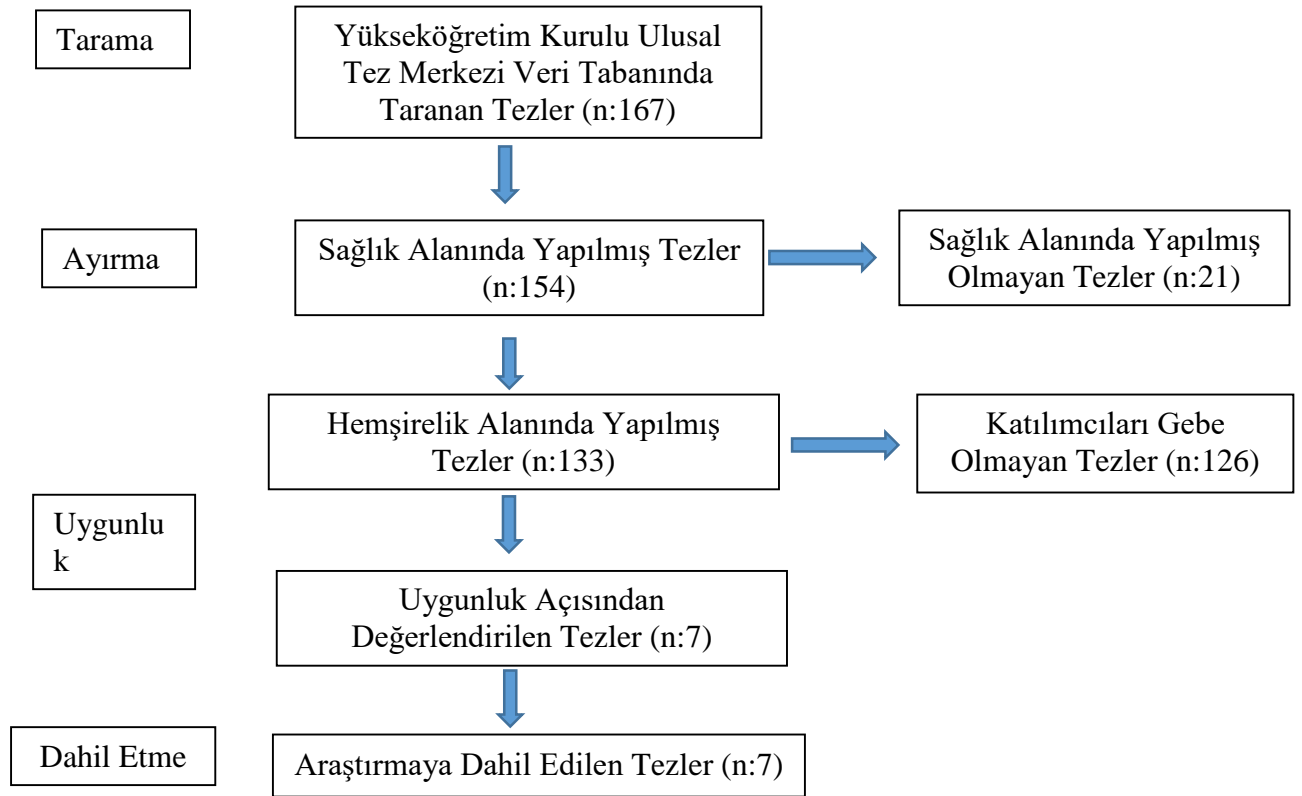 Tarama
Yükseköğretim Kurulu Ulusal
Tez Merkezi Veri Tabanında
Taranan Tezler (n:167)
Ayırma
Sağlık Alanında Yapılmış Tezler
(n:154)
Sağlık Alanında Yapılmış
Olmayan Tezler (n:21)
Hemşirelik Alanında Yapılmış
Tezler (n:133)
Katılımcıları Gebe
Olmayan Tezler (n:126)
Uygunlu
k
Uygunluk Açısından
Değerlendirilen Tezler (n:7)
Dahil Etme
Araştırmaya Dahil Edilen Tezler (n:7)